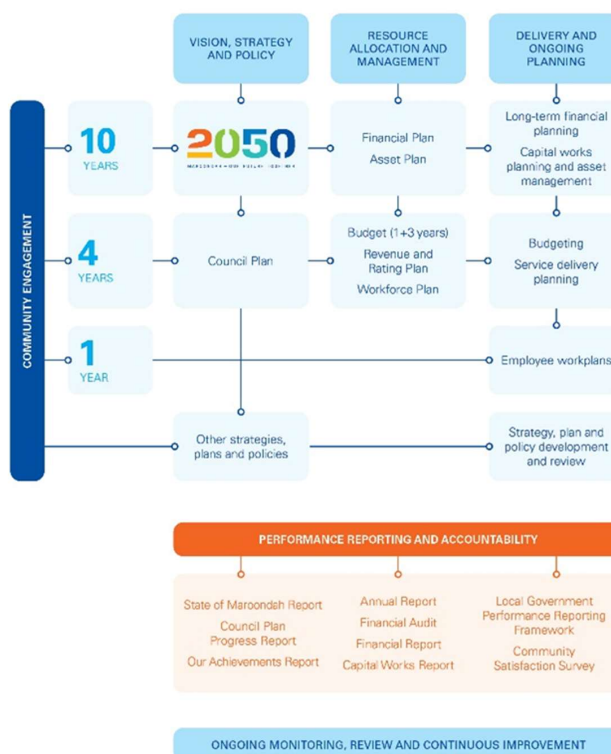 VISION, STRATEGY
AND POLICY
RESOURCE
ALLOCATION AND
MANAGEMENT
DELIVERY AND
ONGOING
PLANNING
COMMUNITY ENGAGEMENT
10
YEARS
2050
Financial Plan
Asset Plan
Long-term financial
planning
Capital works
planning and asset
management
4
YEARS
Council Plan
Budget (1+3 years)
Revenue and
Rating Plan
Workforce Plan
Budgeting
Service delivery
planning
1
YEAR
Employee workplans
Other strategies,
plans and policies
Strategy, plan and
policy development
and review
PERFORMANCE REPORTING AND ACCOUNTABILITY
State of Maroondah Report
Council Plan
Progress Report
Our Achievements Report
Annual Report
Financial Audit
Financial Report
Capital Works Report
Local Government
Performance Reporting
Framework
Community
Satisfaction Survey
ONGOING MONITORING, REVIEW AND CONTINUOUS IMPROVEMENT